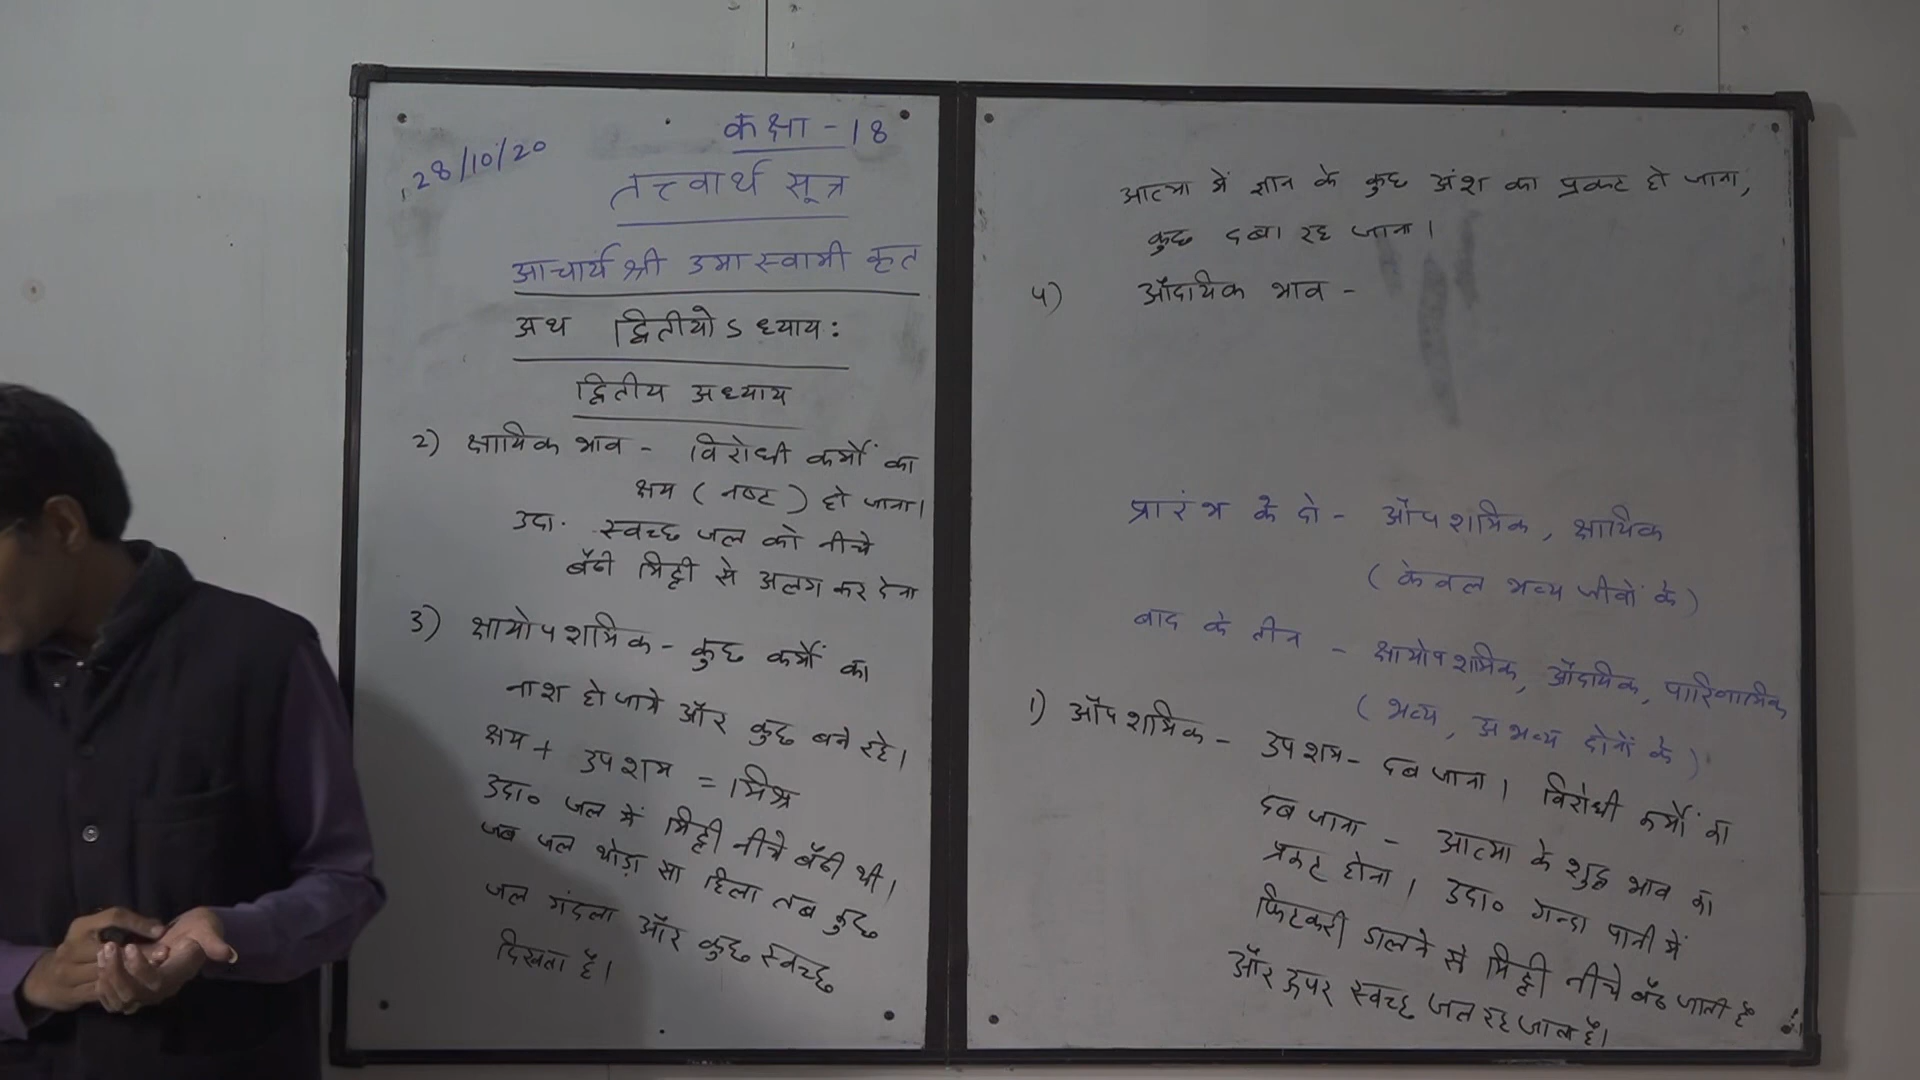 28/10/20
कक्षा - 18
तत्त्वार्थ सूत्र
आचार्य श्री उमास्वामी कृत
अथ द्वितीयोऽध्यायः
द्वितीय अध्याय
2) क्षायिक भाव - विरोधी कर्मों का
क्षय ( नष्ट ) हो जाना।
उदा. स्वच्छ जल को नीचे
बैठी मिट्टी से अलग कर देना
3) क्षायोपशमिक - कुछ कर्मों का
नाश हो जाये और कुछ बने रहे।
क्षय + उपशम = मिश्र
उदा० जल में मिट्टी नीचे बैठी थी।
जब जल थोड़ा सा हिला तब कुछ
जल गंदला और कुछ स्वच्छ
दिखता है।
आत्मा में ज्ञान के कुछ अंश का प्रकट हो जाना,
कुछ दबा रह जाना।
4) औदायिक भाव -
प्रारंभ के दो - औपशमिक, क्षायिक
( केवल भव्य जीवों के )
बाद के तीन - क्षायोपशमिक, औदायिक, पारिणामिक
( भव्य, अभव्य दोनों के )
1) औपशमिक - उपशम - दब जाना। विरोधी कर्मों का
दब जाना - आत्मा के शुद्ध भाव का
प्रकट होना। उदा० गन्दा पानी में
फिटकरी डालने से मिट्टी नीचे बैठ जाती है
और ऊपर स्वच्छ जल रह जाता है।